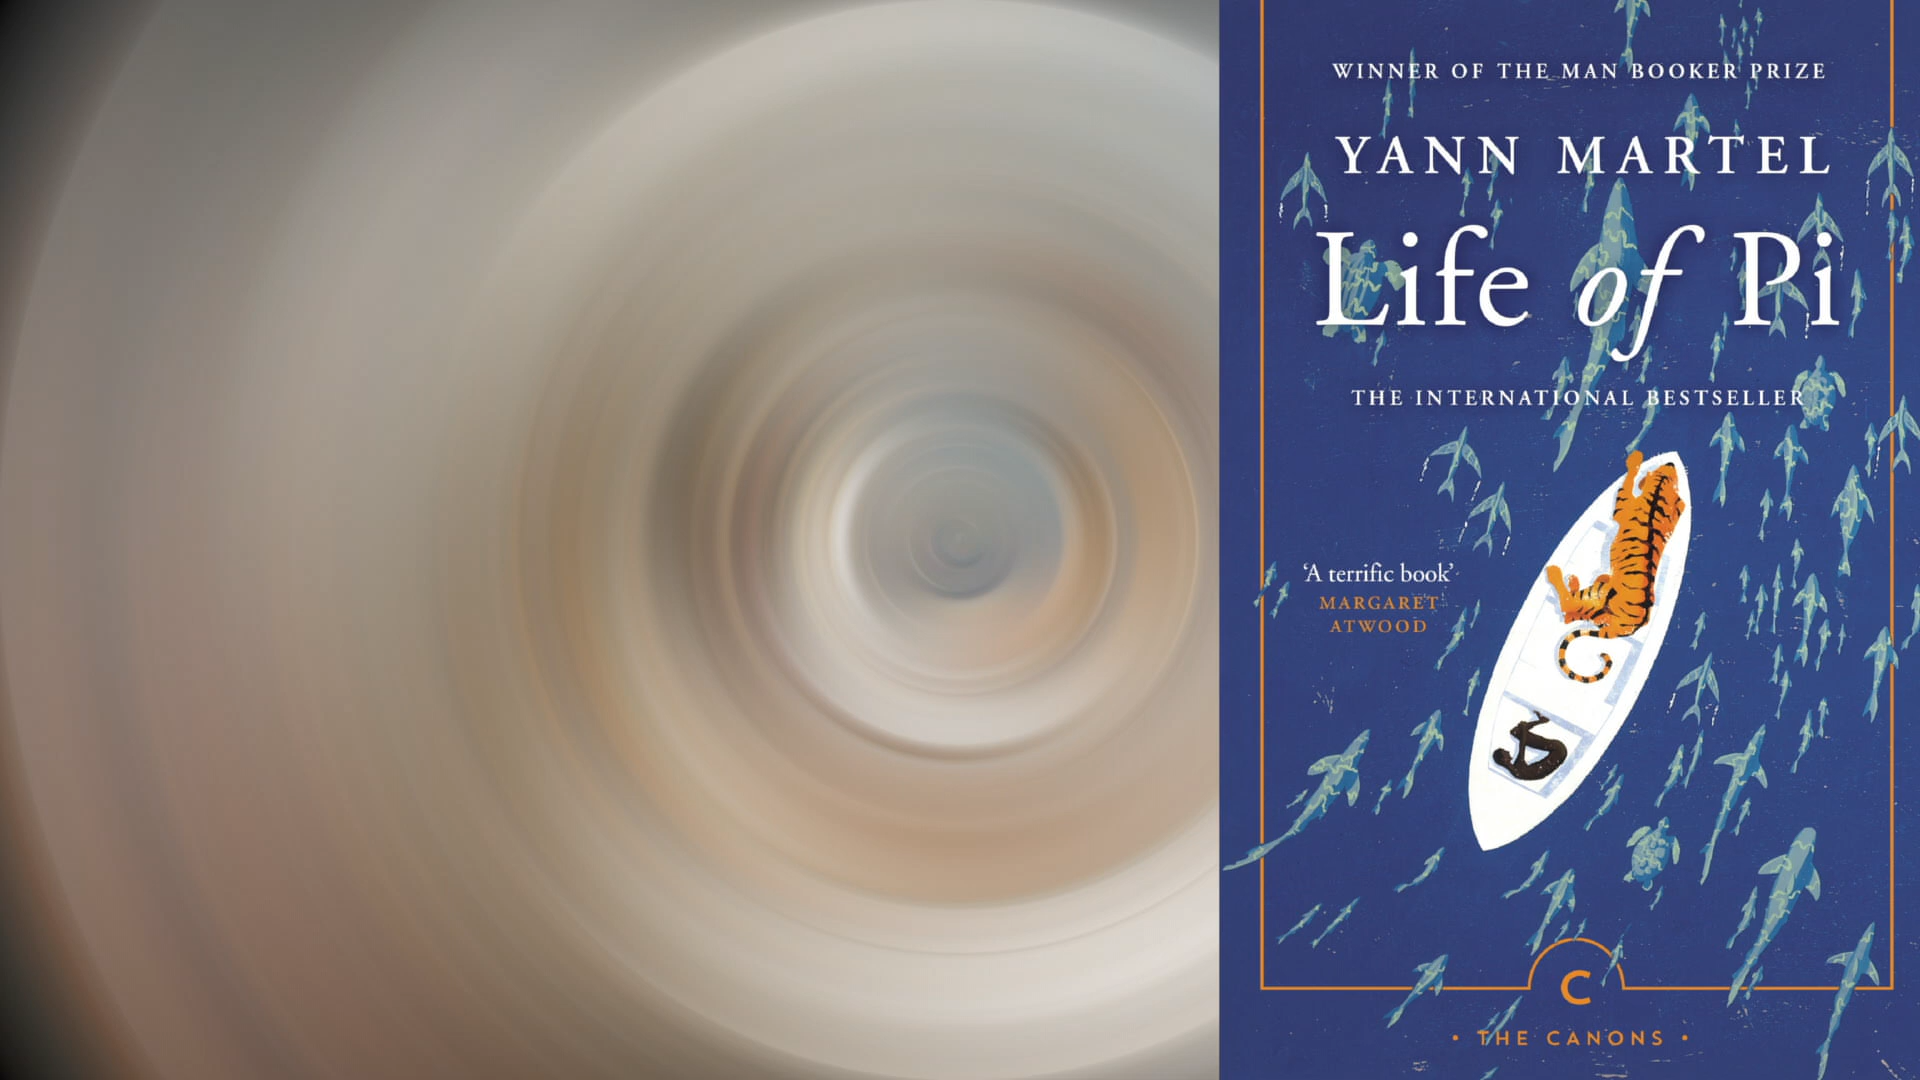 WINNER OF THE MAN BOOKER PRIZE
YANN MARTEL
Life of Pi
THE INTERNATIONAL BESTSELLER
‘A terrific book’
MARGARET
ATWOOD
C
• THE CANONS •